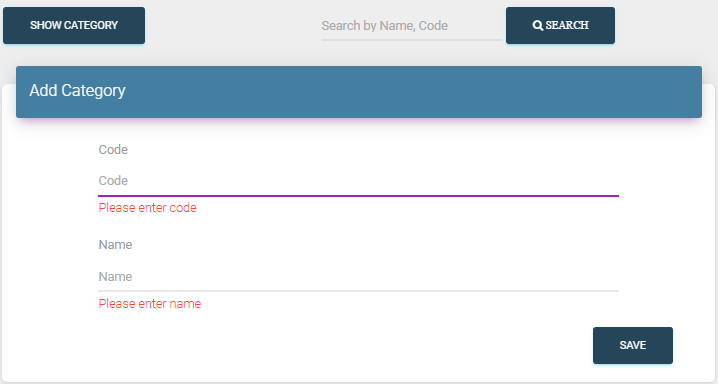 SHOW CATEGORY
Search by Name, Code
SEARCH
Add Category
Code
Code
Please enter code
Name
Name
Please enter name
SAVE